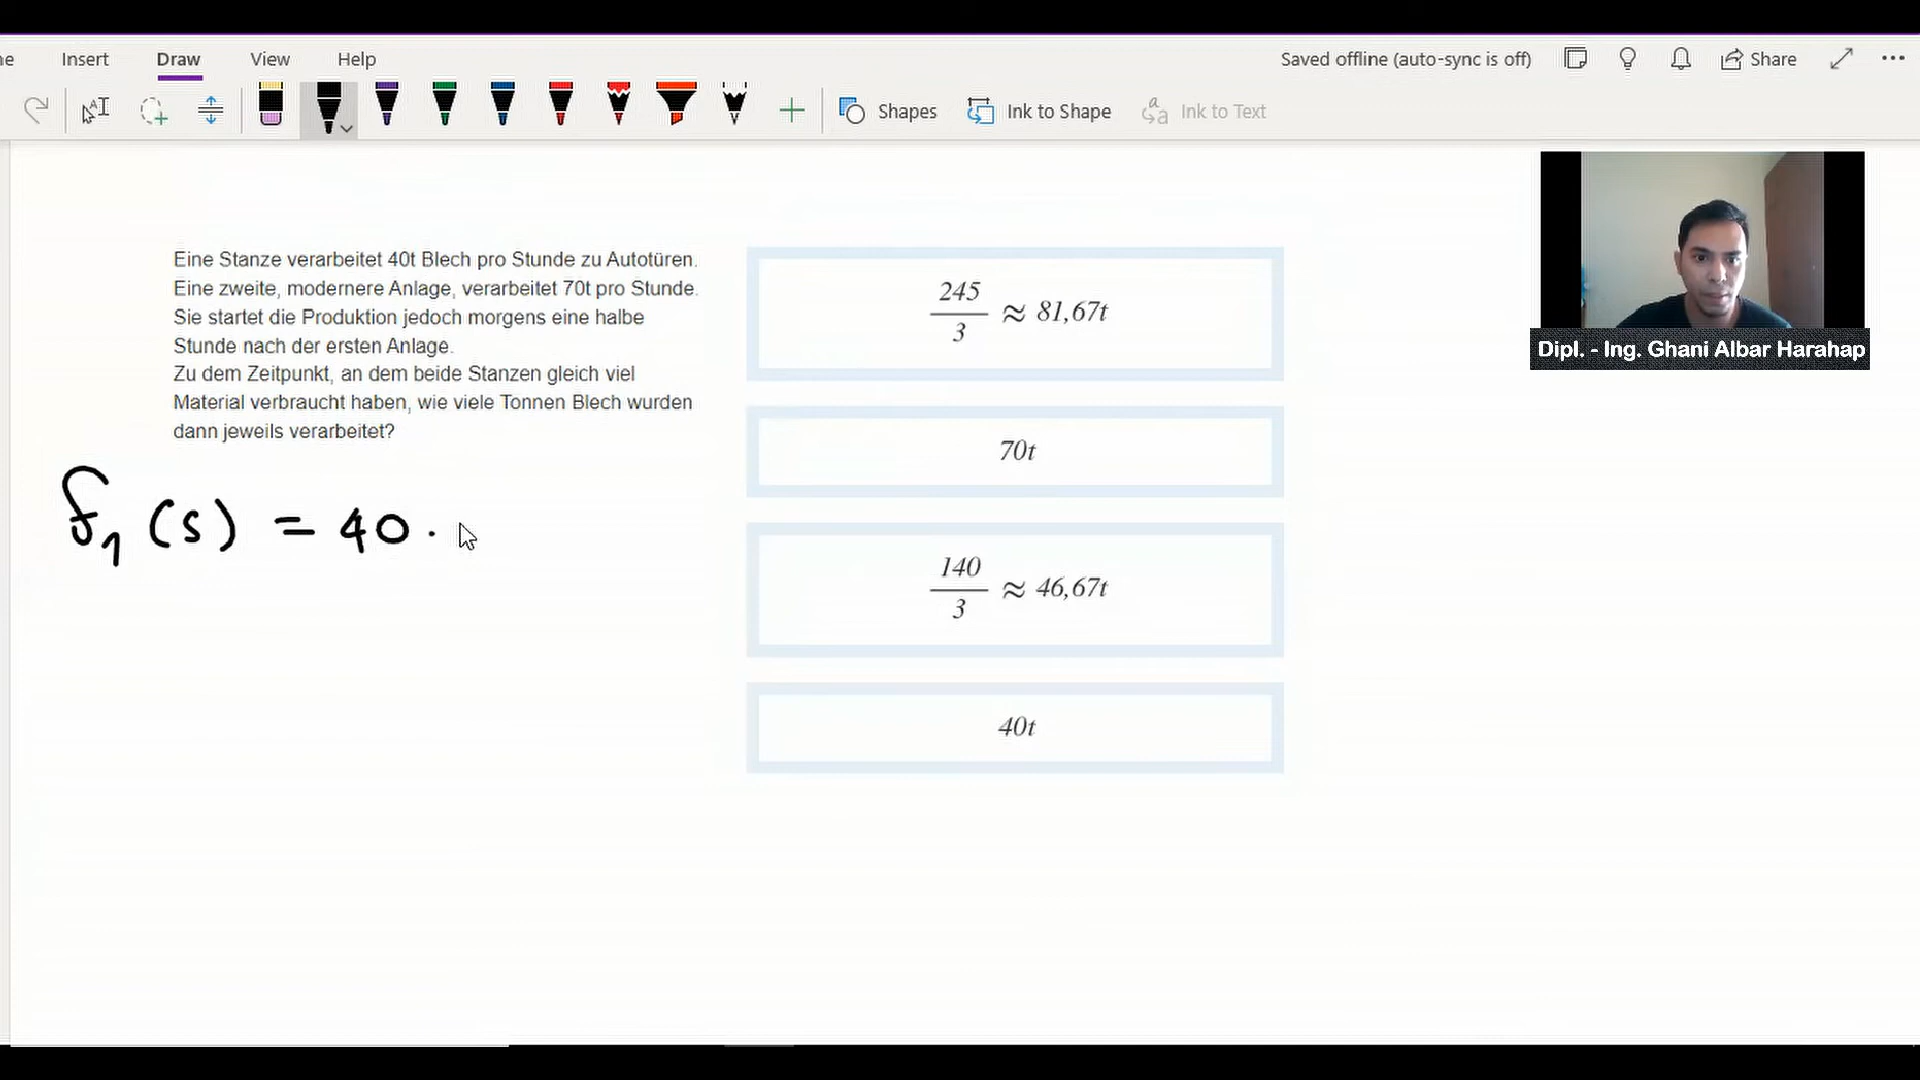 Insert Draw View Help
Saved offline (auto-sync is off) Share
Shapes Ink to Shape Ink to Text
Eine Stanze verarbeitet 40t Blech pro Stunde zu Autotüren.
Eine zweite, modernere Anlage, verarbeitet 70t pro Stunde.
Sie startet die Produktion jedoch morgens eine halbe
Stunde nach der ersten Anlage.
Zu dem Zeitpunkt, an dem beide Stanzen gleich viel
Material verbraucht haben, wie viele Tonnen Blech wurden
dann jeweils verarbeitet?
f₁ (s) = 40 ·
245/3 ≈ 81,67t
70t
140/3 ≈ 46,67t
40t
Dipl. - Ing. Ghani Albar Harahap